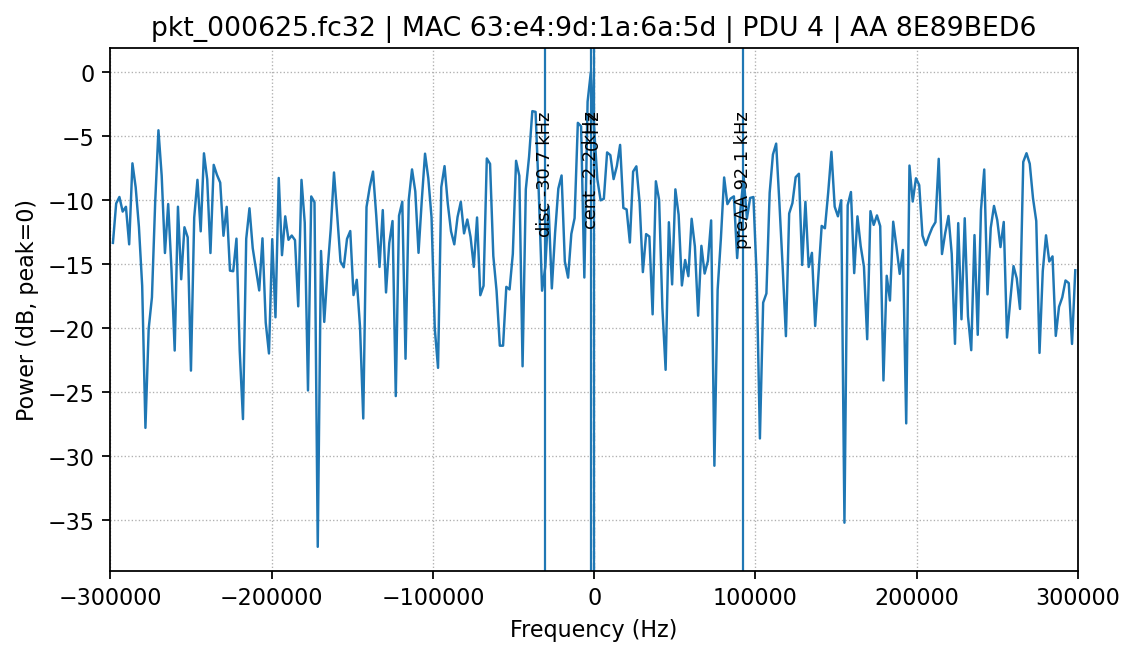 pkt_000625.fc32 | MAC 63:e4:9d:1a:6a:5d | PDU 4 | AA 8E89BED6
Power (dB, peak=0)
0
−5
−10
−15
−20
−25
−30
−35
disc -30.7 kHz
cent -2.20kHz
preAA 92.1 kHz
−300000
−200000
−100000
0
100000
200000
300000
Frequency (Hz)